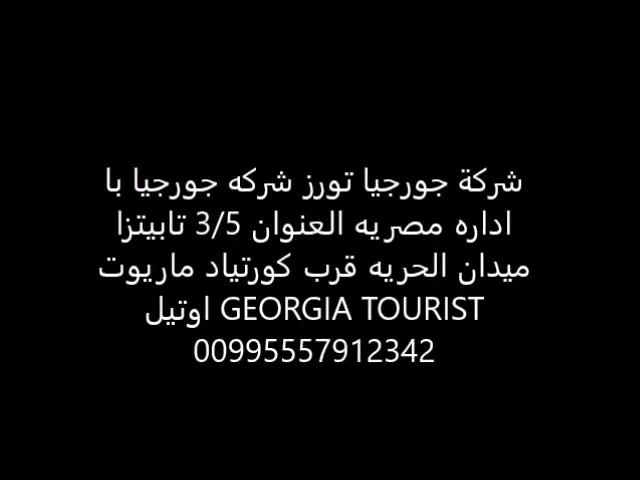 شركة جورجيا تورز شركه جورجيا با
اداره مصريه العنوان 3/5 تابيتزا
ميدان الحريه قرب كورتياد ماريوت
اوتيل GEORGIA TOURIST
00995557912342